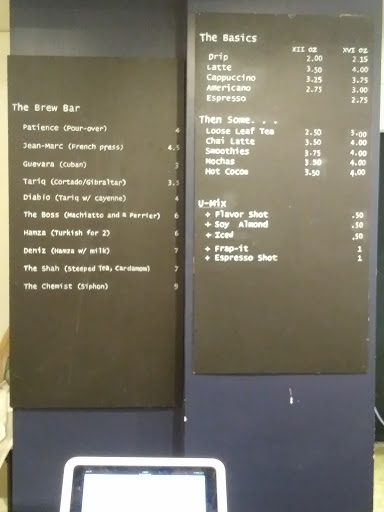 The Brew Bar
Patience (Pour-over) 4
Jean-Marc (French press) 4.5
Guevara (Cuban) 3
Tariq (Cortado/Gibraltar) 3.5
Diablo (Tariq w/ cayenne) 4
The Boss (Machiatto and a Perrier) 6
Hamza (Turkish for 2) 6
Deniz (Hamza w/ milk) 7
The Shah (Steeped Tea, Cardamom) 7
The Chemist (Siphon) 9
The Basics
XII oz XVI oz
Drip 2.00 2.15
Latte 3.50 4.00
Cappuccino 3.25 3.75
Americano 2.75 3.00
Espresso 2.75
Then Some. . .
Loose Leaf Tea 2.50 3.00
Chai Latte 3.50 4.00
Smoothies 3.75 4.00
Mochas 3.50 4.00
Hot Cocoa 3.50 4.00
U-Mix
+ Flavor Shot .50
+ Soy Almond .50
+ Iced .50
+ Frap-it 1
+ Espresso Shot 1